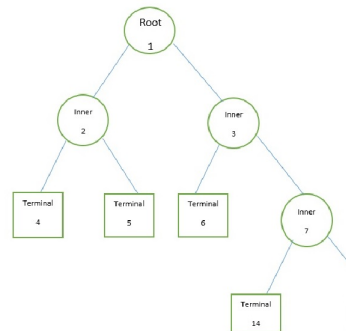 Root
1
Inner
2
Inner
3
Terminal
4
Terminal
5
Terminal
6
Inner
7
Terminal
14